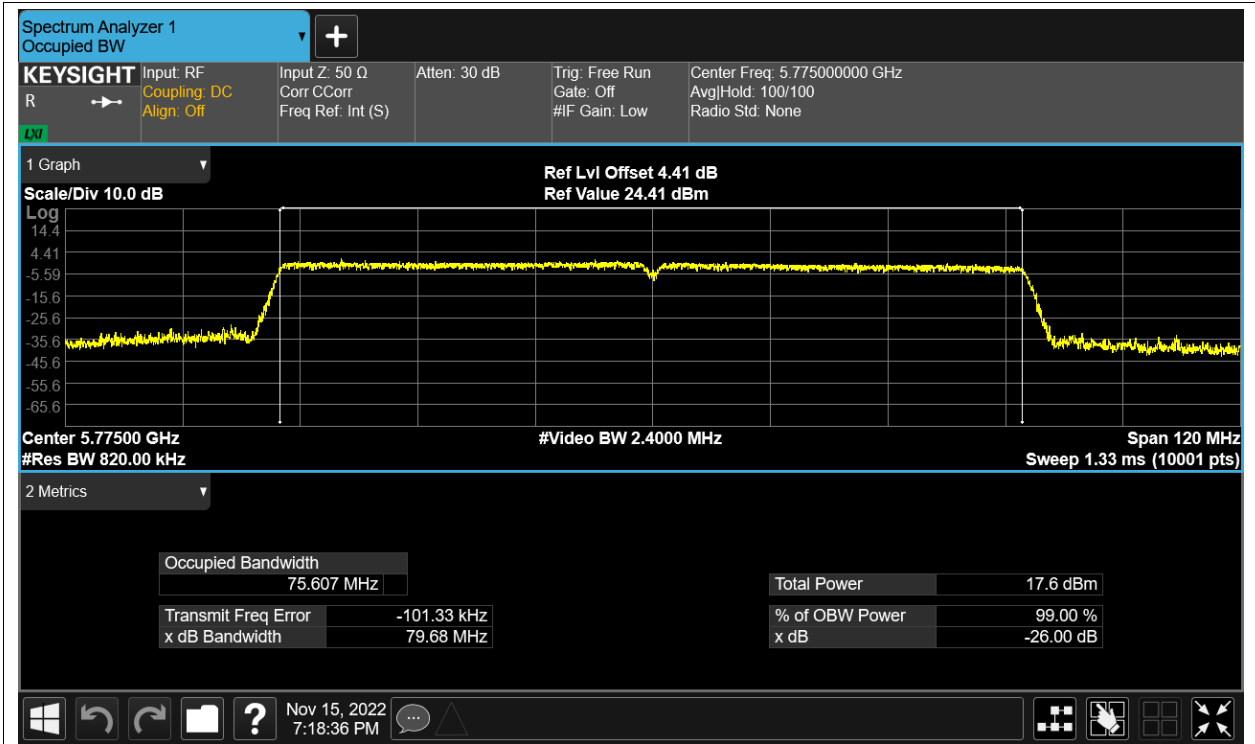 Spectrum Analyzer 1
Occupied BW
KEYSIGHT
R
LXI
Input: RF
Coupling: DC
Align: Off
Input Z: 50 Ω
Corr CCorr
Freq Ref: Int (S)
Atten: 30 dB
Trig: Free Run
Gate: Off
#IF Gain: Low
Center Freq: 5.775000000 GHz
Avg|Hold: 100/100
Radio Std: None
1 Graph
Scale/Div 10.0 dB
Ref Lvl Offset 4.41 dB
Ref Value 24.41 dBm
Log
14.4
4.41
-5.59
-15.6
-25.6
-35.6
-45.6
-55.6
-65.6
Center 5.77500 GHz
#Res BW 820.00 kHz
#Video BW 2.4000 MHz
Span 120 MHz
Sweep 1.33 ms (10001 pts)
2 Metrics
Occupied Bandwidth
75.607 MHz
Transmit Freq Error -101.33 kHz
x dB Bandwidth 79.68 MHz
Total Power 17.6 dBm
% of OBW Power 99.00 %
x dB -26.00 dB
?
Nov 15, 2022
7:18:36 PM